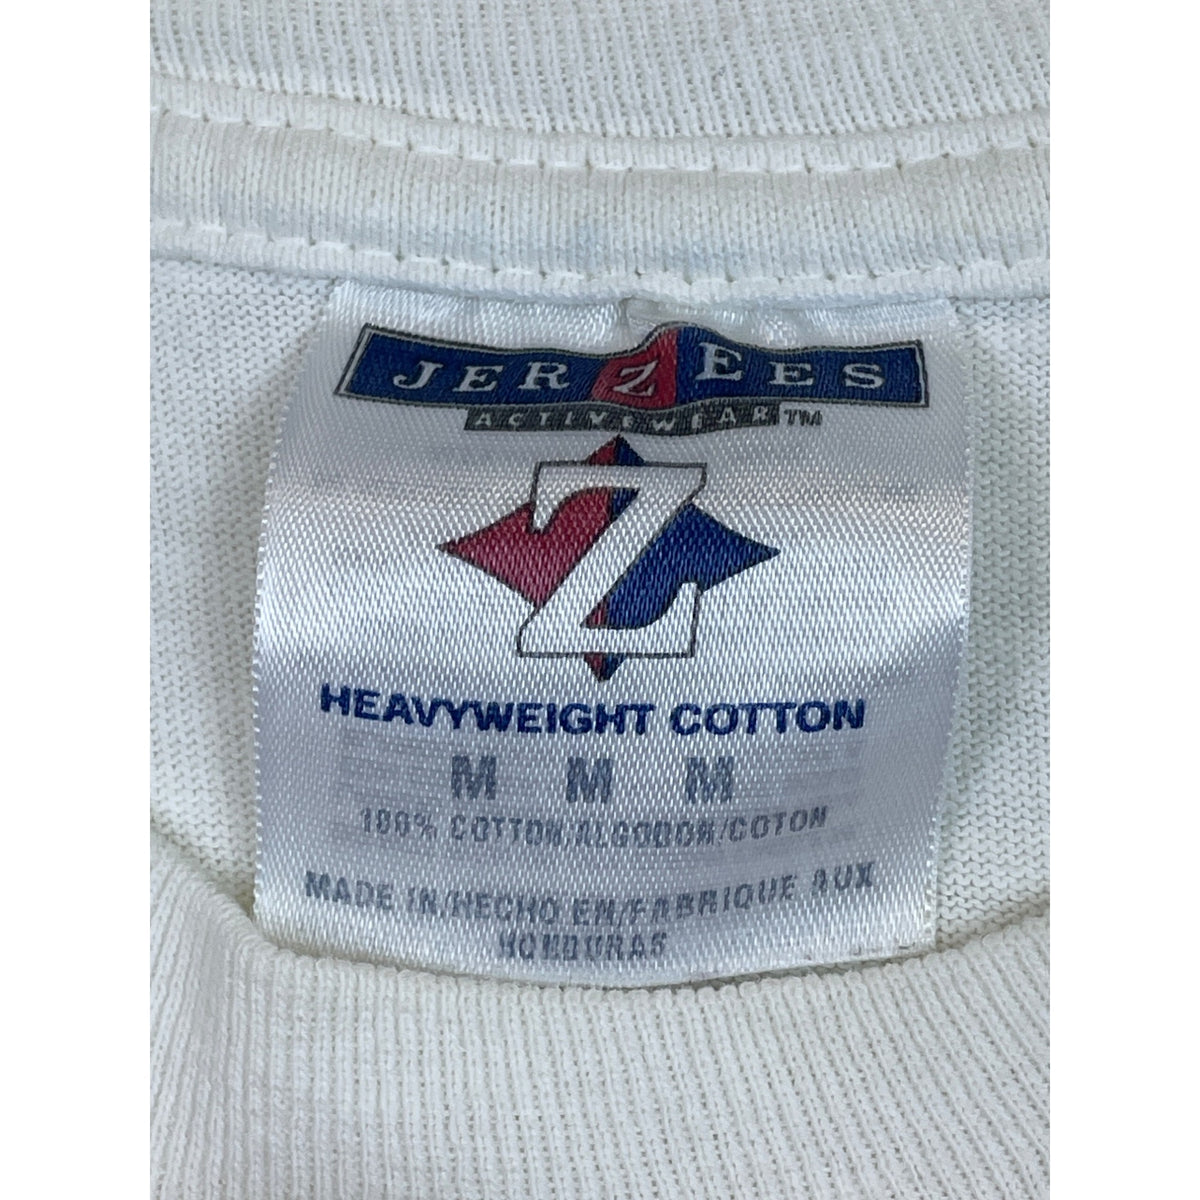 JERZEES
ACTIVEWEAR™
Z
HEAVYWEIGHT COTTON
M M M
100% COTTON/ALGODON/COTON
MADE IN/HECHO EN/FABRIQUE AUX
HONDURAS